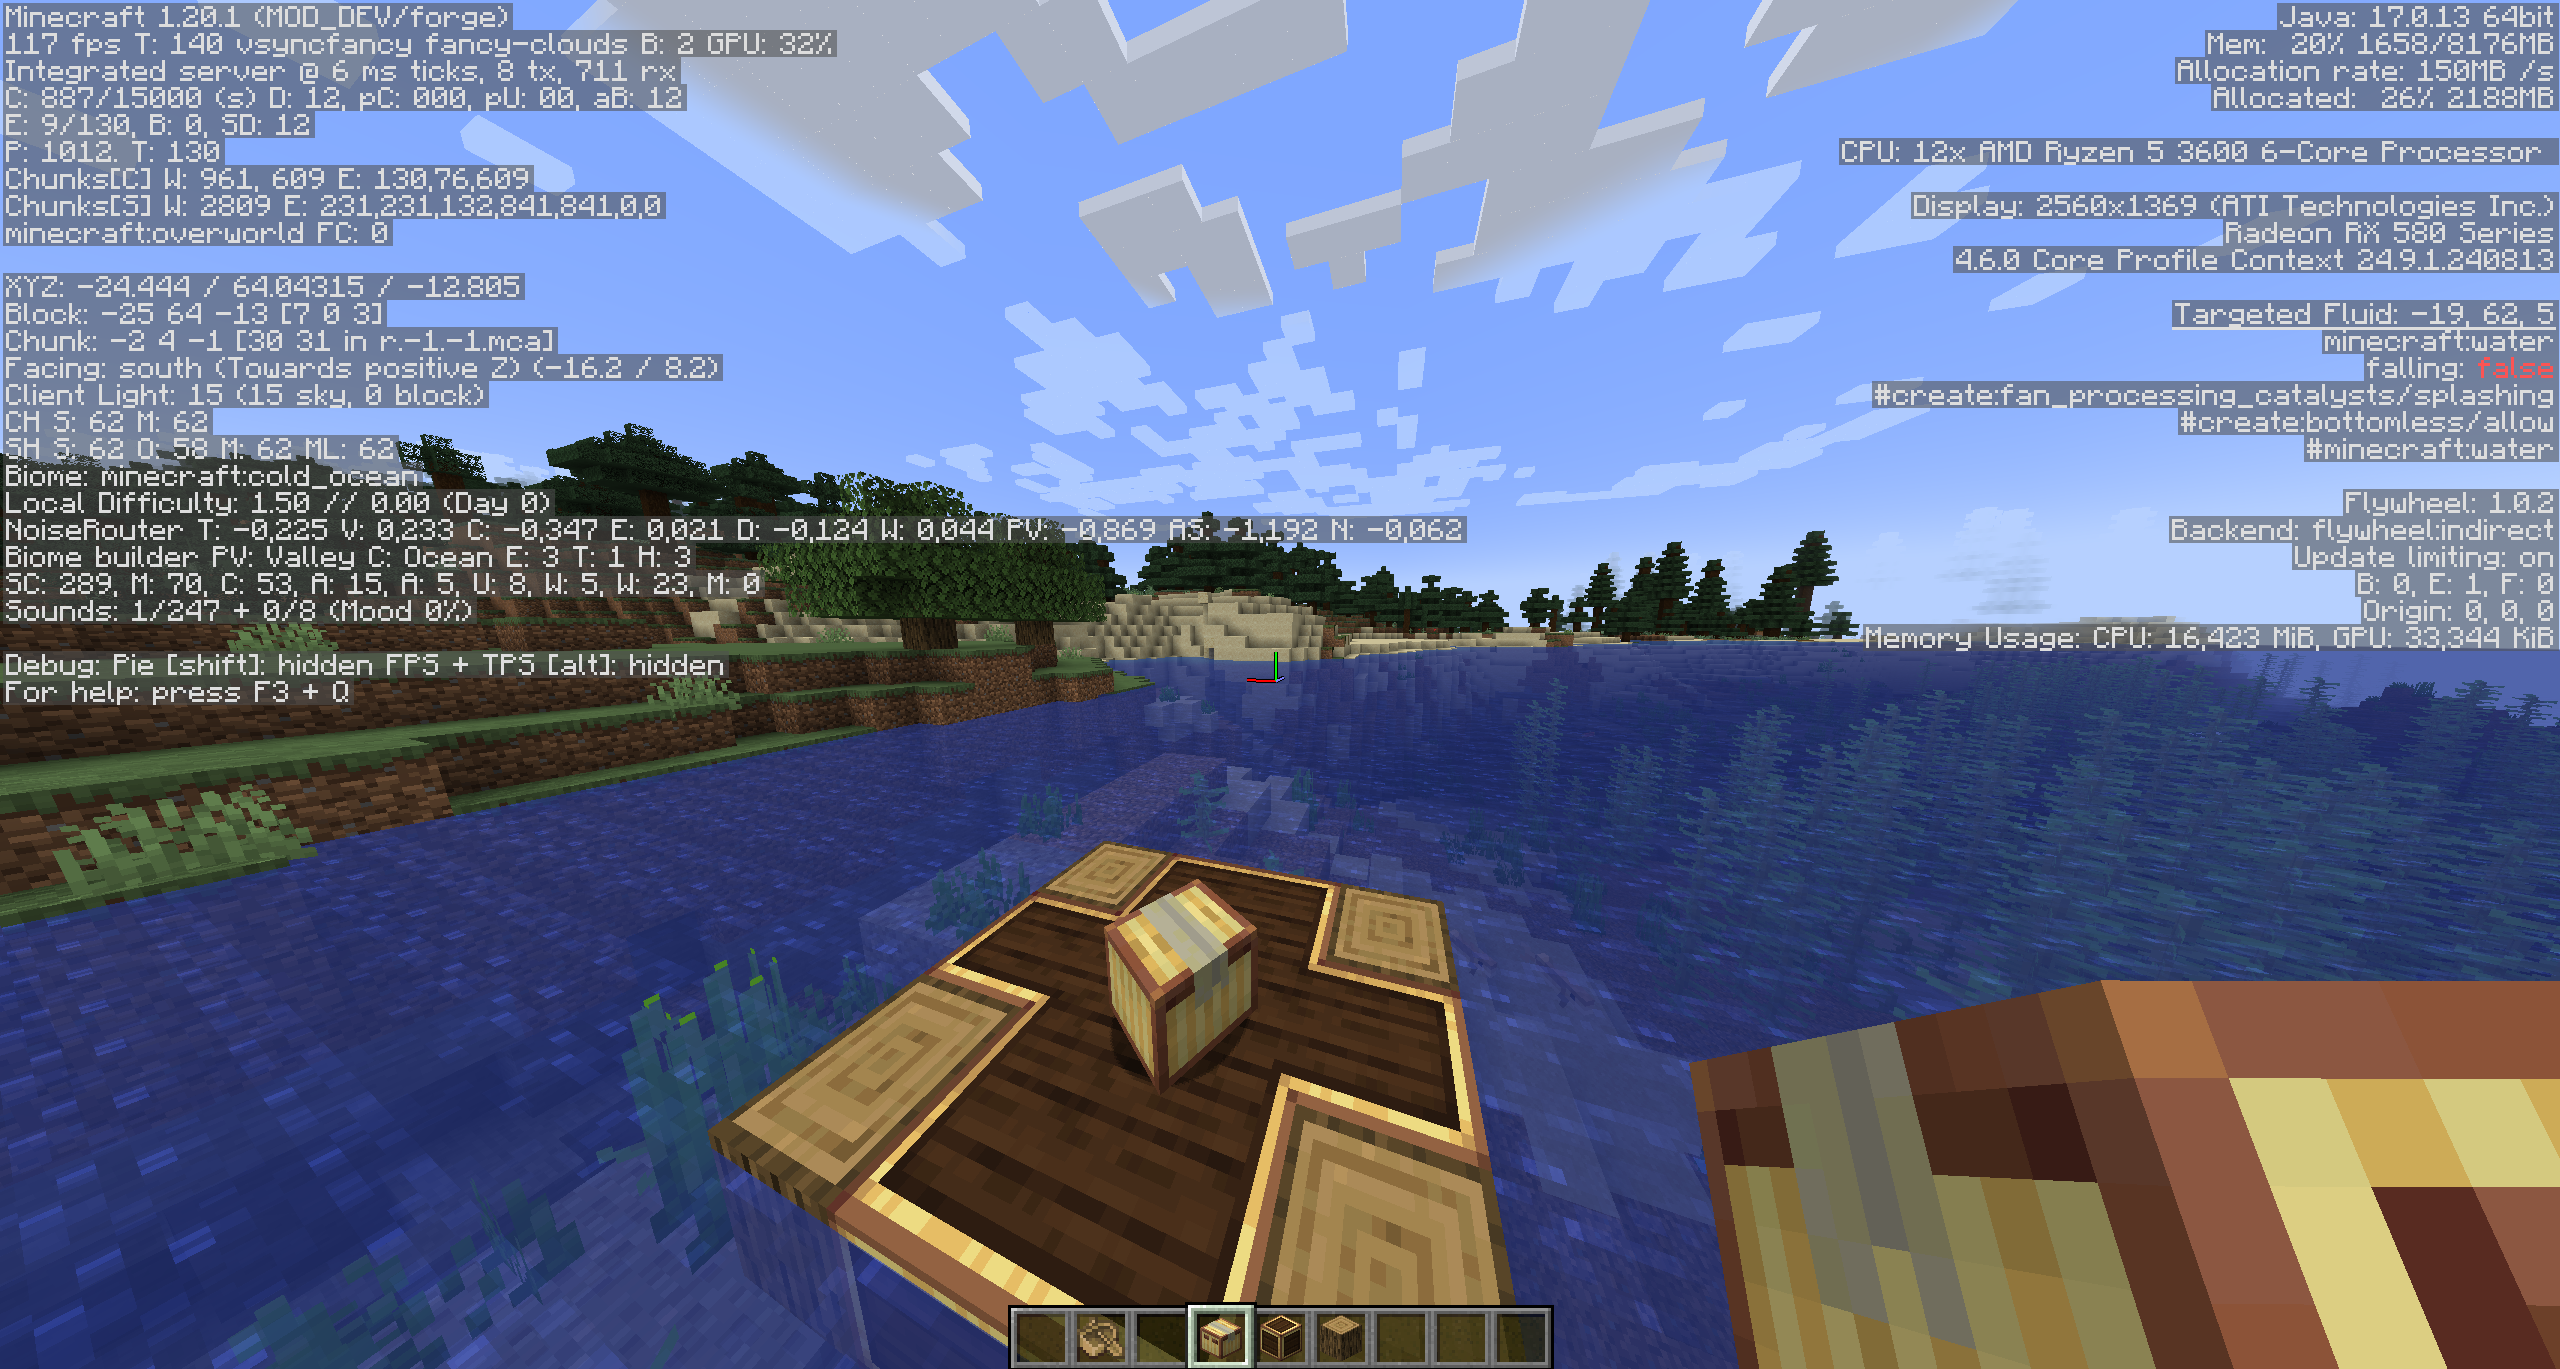 Minecraft 1.20.1 (MOD_DEV/forge)
117 fps T: 140 vsyncfancy fancy-clouds B: 2 GPU: 32%
Integrated server @ 6 ms ticks, 8 tx, 711 rx
C: 887/15000 (s) D: 12, pC: 000, pU: 00, aB: 12
E: 9/130, B: 0, SD: 12
P: 1012. T: 130
Chunks[C] W: 961, 609 E: 130,76,609
Chunks[S] W: 2809 E: 231,231,132,841,841,0,0
minecraft:overworld FC: 0
XYZ: -24.444 / 64.04315 / -12.805
Block: -25 64 -13 [7 0 3]
Chunk: -2 4 -1 [30 31 in r.-1.-1.mca]
Facing: south (Towards positive Z) (-16.2 / 8.2)
Client Light: 15 (15 sky, 0 block)
CH S: 62 M: 62
SH S: 62 O: 58 M: 62 ML: 62
Biome: minecraft:cold_ocean
Local Difficulty: 1.50 // 0.00 (Day 0)
NoiseRouter T: -0,225 V: 0,233 C: -0,347 E: 0,021 D: -0,124 W: 0,044 PV: -0,869 AS: -1,192 N: -0,062
Biome builder PV: Valley C: Ocean E: 3 T: 1 H: 3
SC: 289, M: 70, C: 53, A: 15, A: 5, U: 8, W: 5, W: 23, M: 0
Sounds: 1/247 + 0/8 (Mood 0%)
Debug: Pie [shift]: hidden FPS + TPS [alt]: hidden
For help: press F3 + Q
Java: 17.0.13 64bit
Mem: 20% 1658/8176MB
Allocation rate: 150MB /s
Allocated: 26% 2188MB
CPU: 12x AMD Ryzen 5 3600 6-Core Processor
Display: 2560x1369 (ATI Technologies Inc.)
Radeon RX 580 Series
4.6.0 Core Profile Context 24.9.1.240813
Targeted Fluid: -19, 62, 5
minecraft:water
falling: false
#create:fan_processing_catalysts/splashing
#create:bottomless/allow
#minecraft:water
Flywheel: 1.0.2
Backend: flywheel:indirect
Update limiting: on
B: 0, E: 1, F: 0
Origin: 0, 0, 0
Memory Usage: CPU: 16,423 MiB, GPU: 33,344 KiB